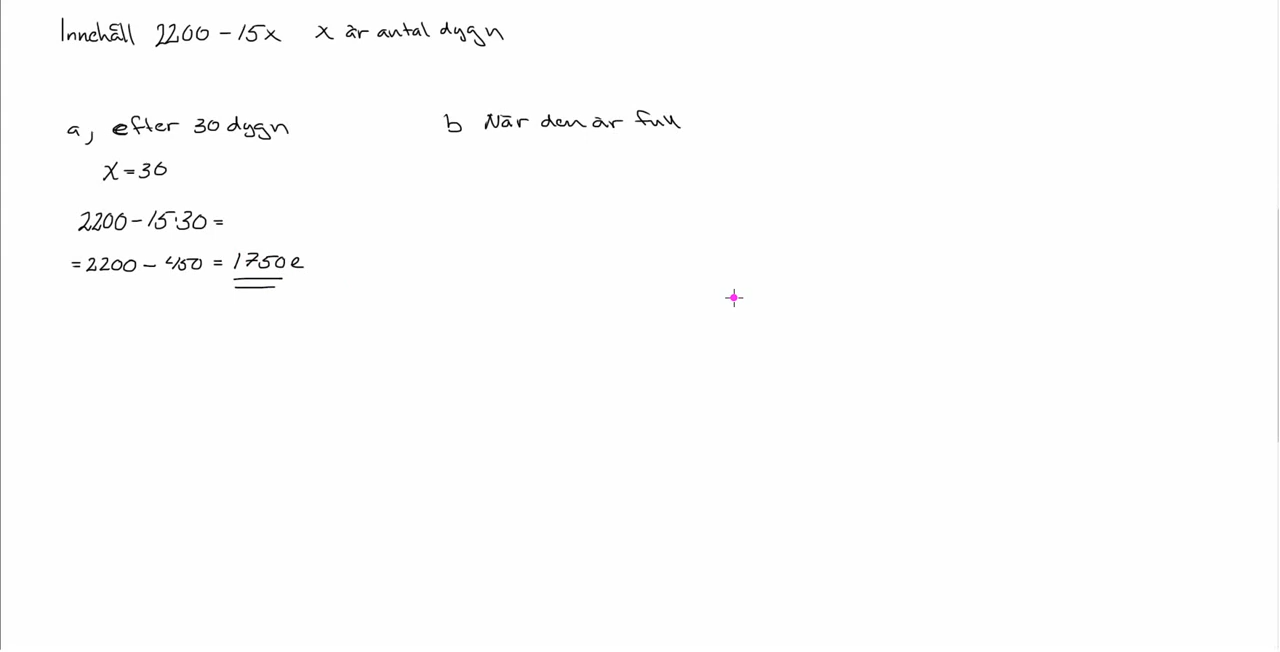 Innehåll 2200 - 15x x är antal dygn
a, efter 30 dygn
x = 30
2200 - 15·30 =
= 2200 - 450 = 1750 l
b När den är full